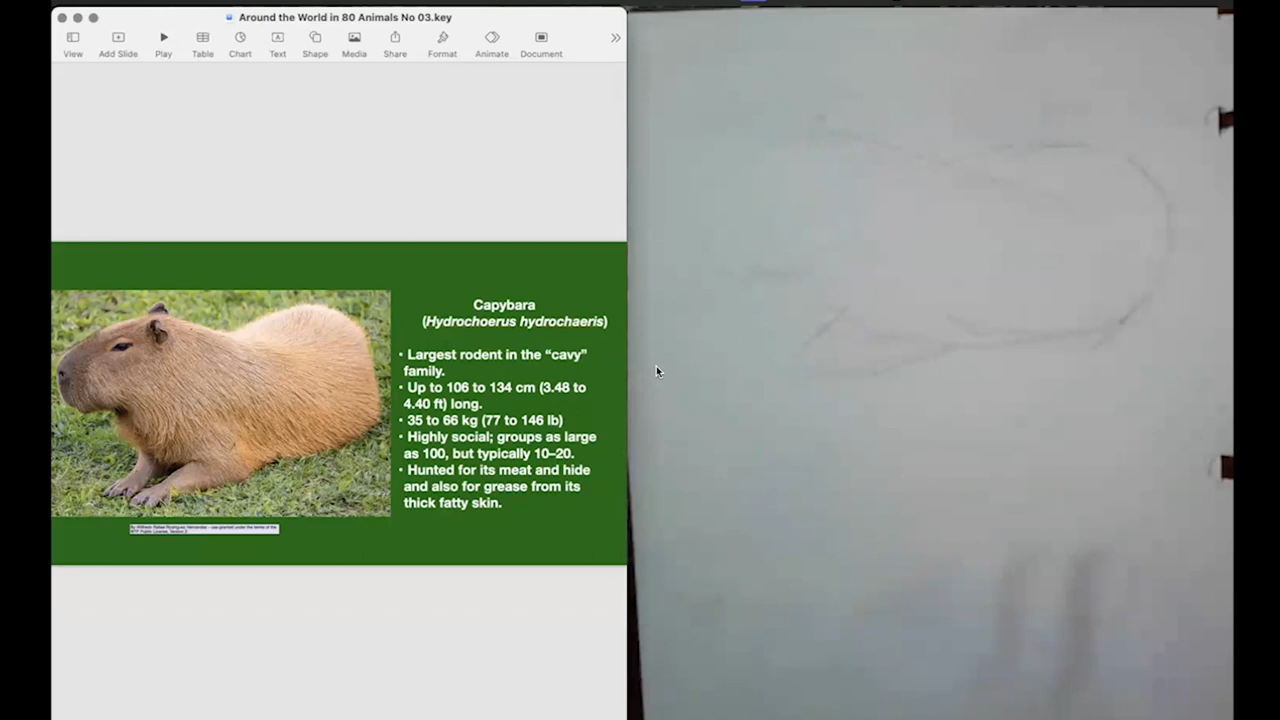 Around the World in 80 Animals No 03.key
View
Add Slide
Play
Table
Chart
Text
Shape
Media
Share
Format
Animate
Document
Capybara
(Hydrochoerus hydrochaeris)
• Largest rodent in the “cavy”
family.
• Up to 106 to 134 cm (3.48 to
4.40 ft) long.
• 35 to 66 kg (77 to 146 lb)
• Highly social; groups as large
as 100, but typically 10–20.
• Hunted for its meat and hide
and also for grease from its
thick fatty skin.